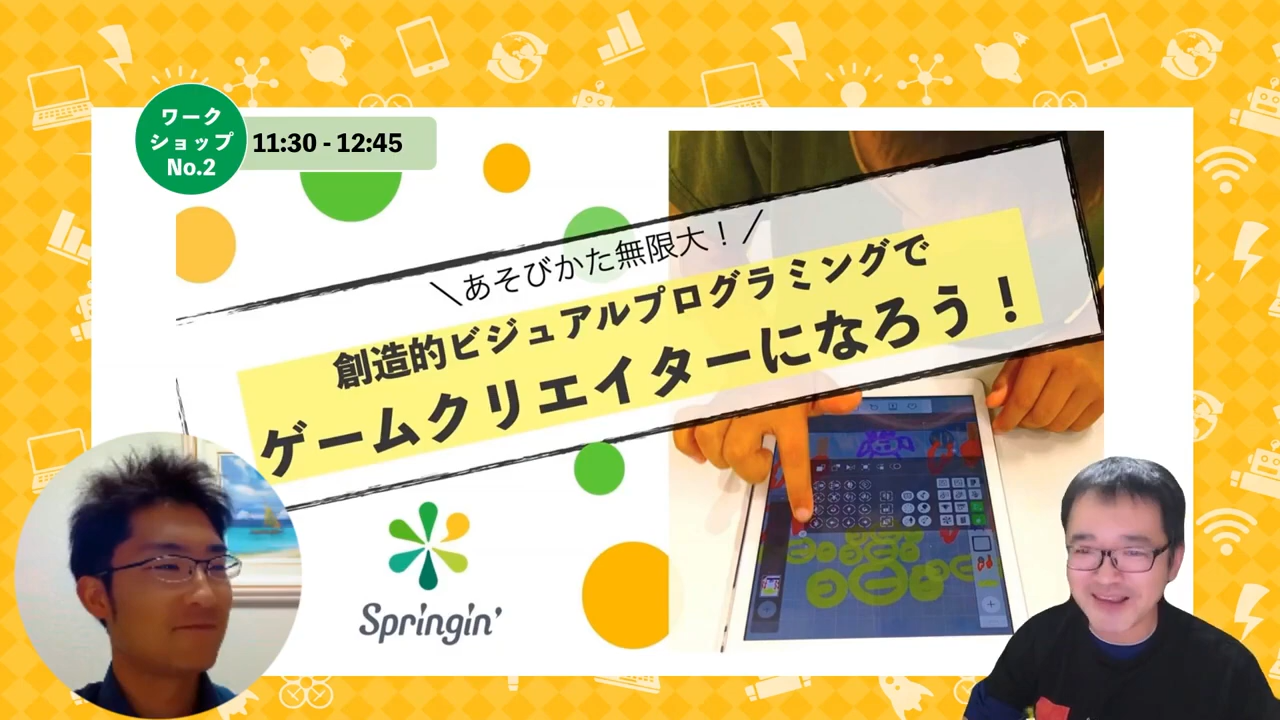 ワーク
ショップ
No.2
11:30 - 12:45
＼あそびかた無限大！／
創造的ビジュアルプログラミングで
ゲームクリエイターになろう！
Springin'